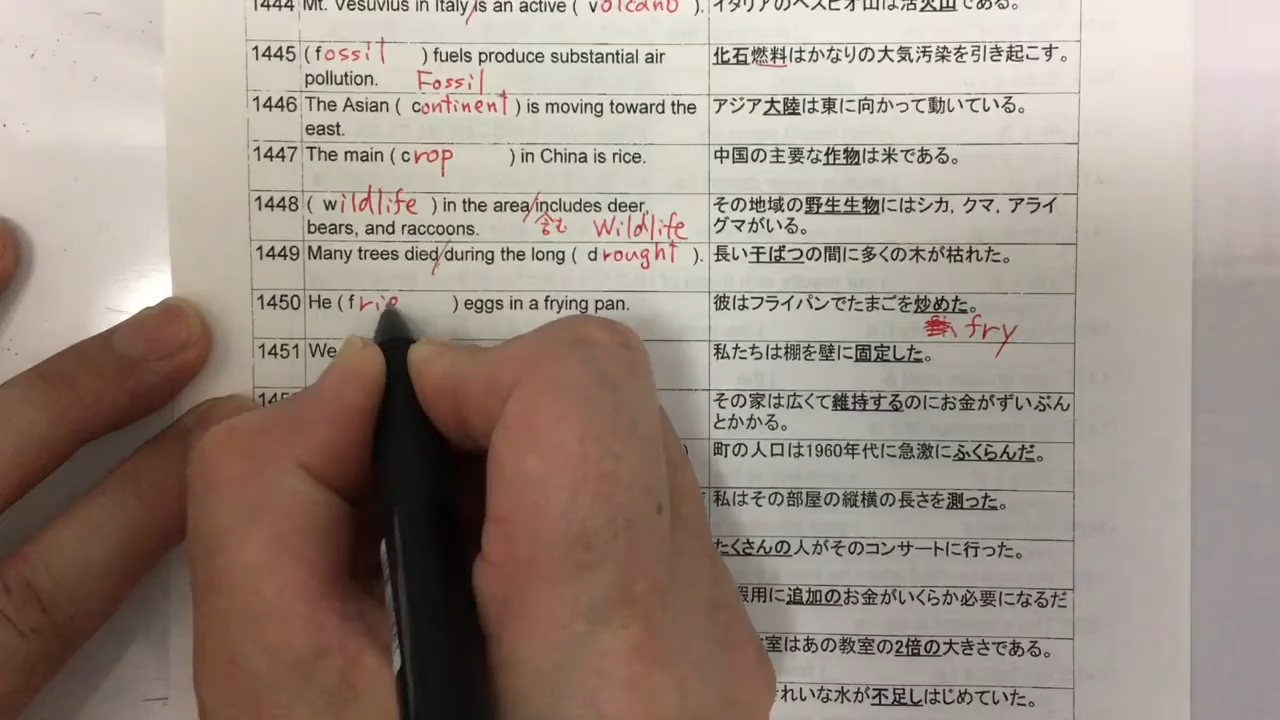 1444 Mt. Vesuvius in Italy is an active ( volcano ). イタリアのベスビオ山は活火山である。
1445 (fossil ) fuels produce substantial air 化石燃料はかなりの大気汚染を引き起こす。
pollution. Fossil
1446 The Asian ( continent ) is moving toward the アジア大陸は東に向かって動いている。
east.
1447 The main ( crop ) in China is rice. 中国の主要な作物は米である。
1448 ( wildlife ) in the area includes deer, その地域の野生生物にはシカ，クマ，アライ
bears, and raccoons. 含む Wildlife グマがいる。
1449 Many trees died during the long ( drought ). 長い干ばつの間に多くの木が枯れた。
1450 He ( frie ) eggs in a frying pan. 彼はフライパンでたまごを炒めた。
fry
1451 We 私たちは棚を壁に固定した。
その家は広くて維持するのにお金がずいぶん
とかかる。
) 町の人口は1960年代に急激にふくらんだ。
私はその部屋の縦横の長さを測った。
たくさんの人がそのコンサートに行った。
暇用に追加のお金がいくらか必要になるだ
室はあの教室の2倍の大きさである。
れいな水が不足しはじめていた。